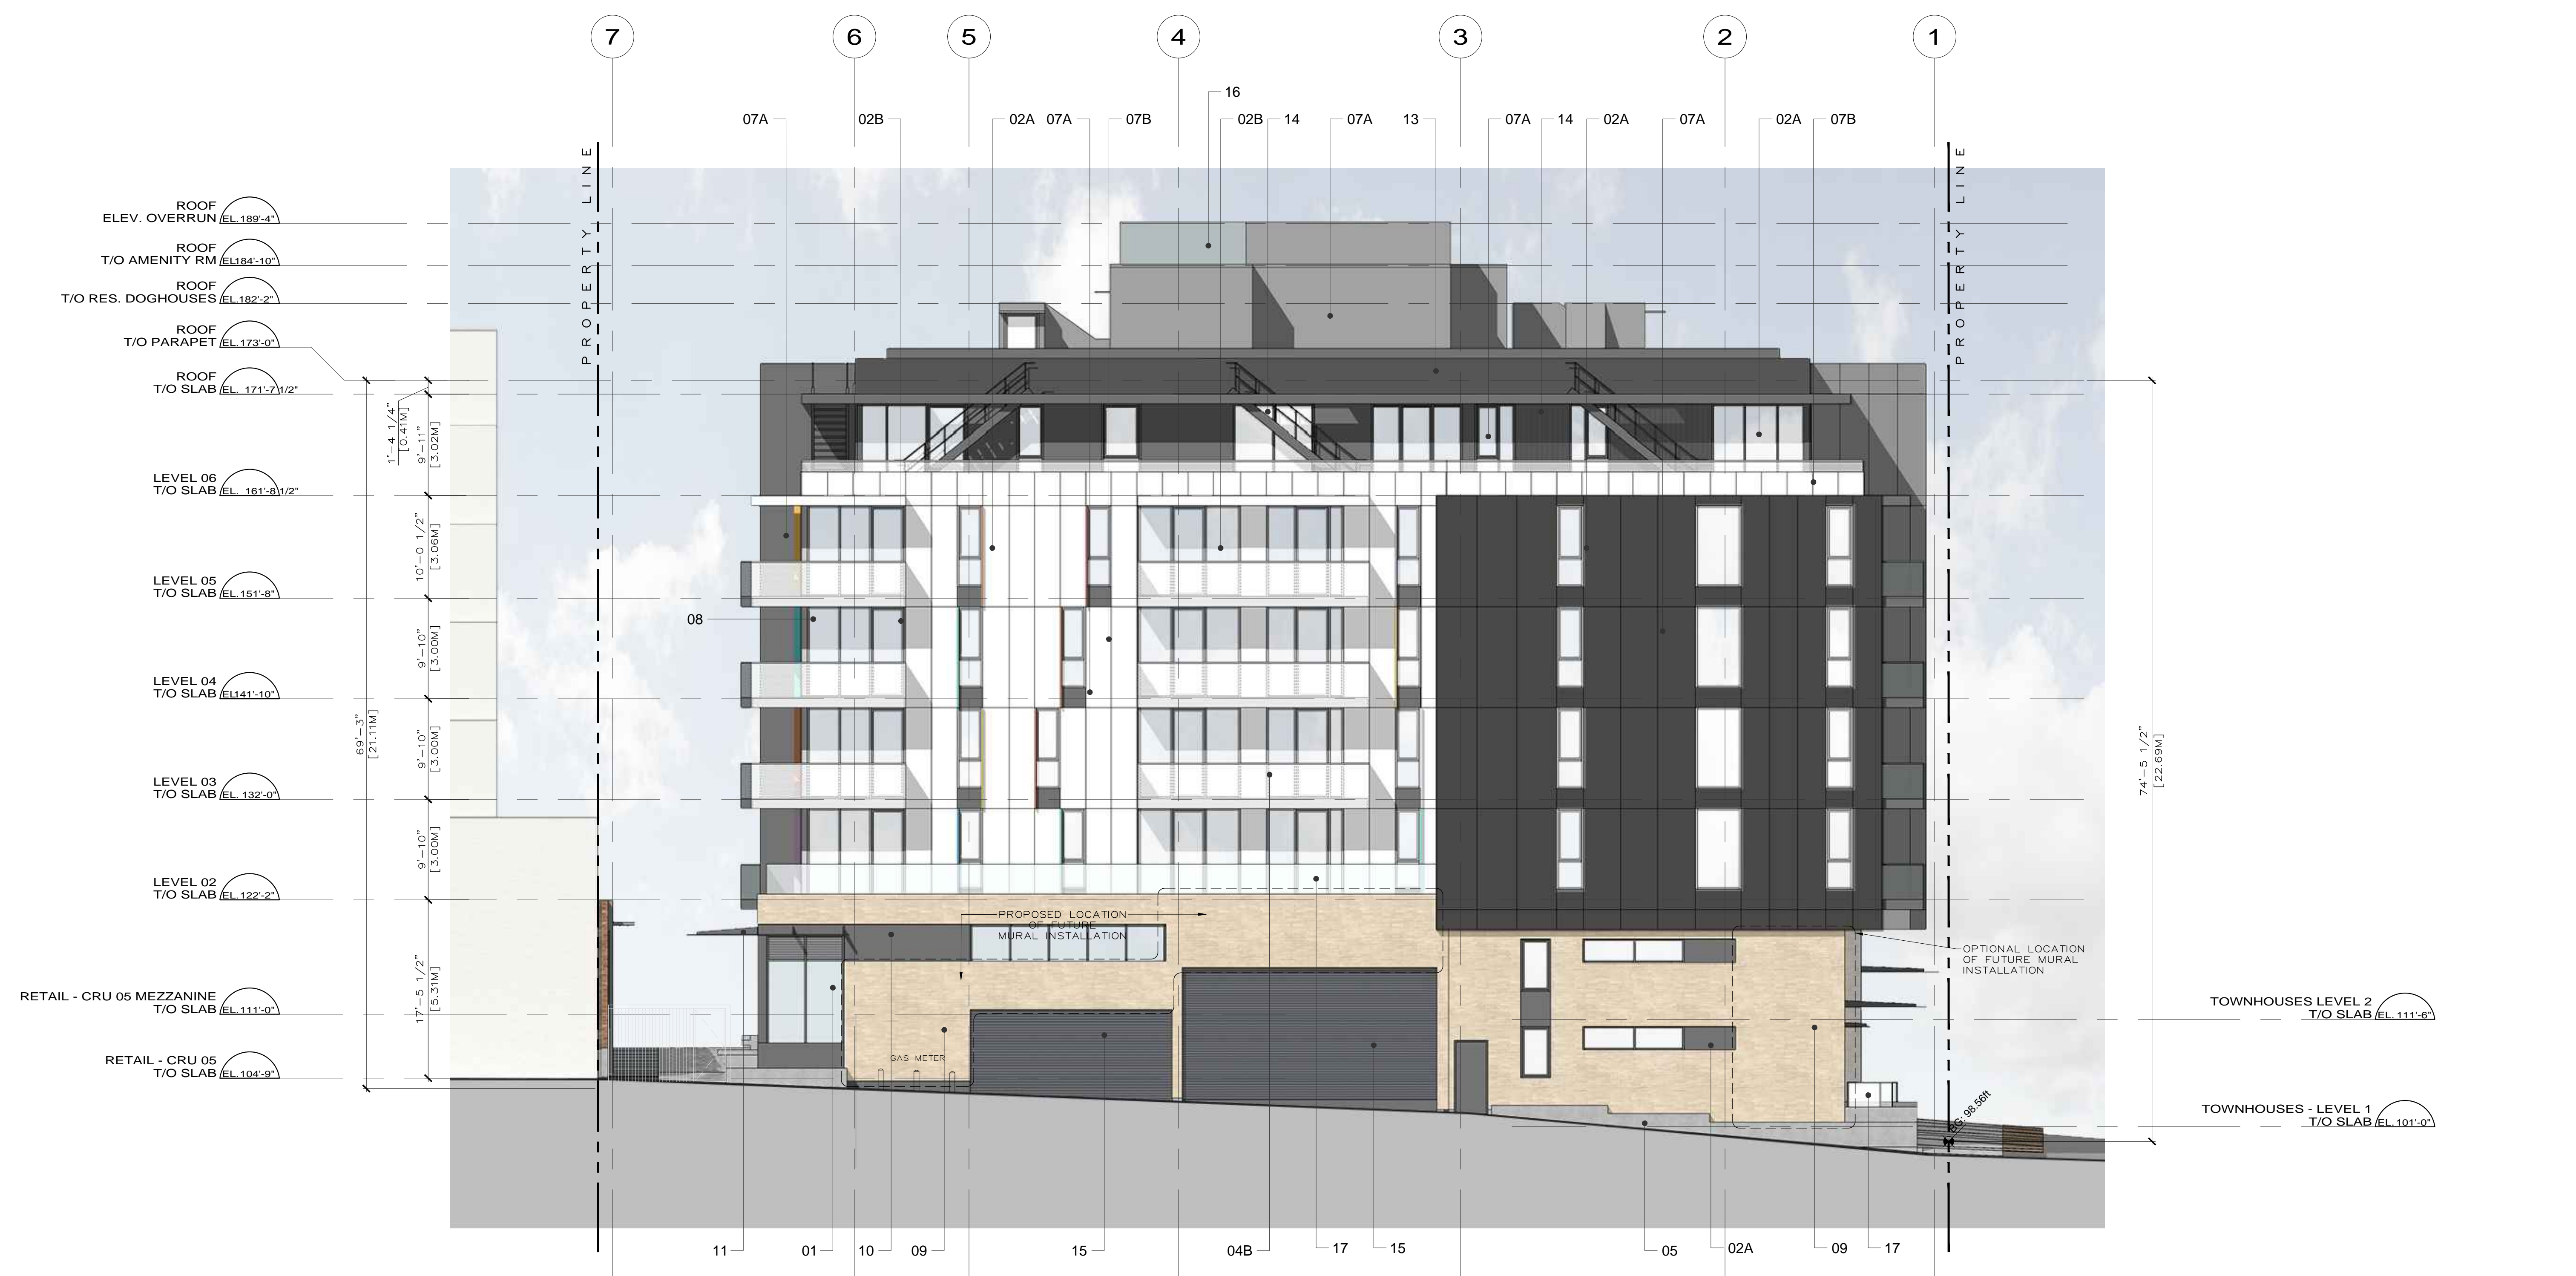 7 6 5 4 3 2 1
16
07A 02B 02A 07A 07B 02B 14 07A 13 07A 14 02A 07A 02A 07B
PROPERTY LINE
PROPERTY LINE
ROOF
ELEV. OVERRUN EL.189'-4"
ROOF
T/O AMENITY RM EL184'-10"
ROOF
T/O RES. DOGHOUSES EL.182'-2"
ROOF
T/O PARAPET EL.173'-0"
ROOF
T/O SLAB EL. 171'-7 1/2"
1'-4 1/4"
[0.41M]
9'-11"
[3.02M]
LEVEL 06
T/O SLAB EL. 161'-8 1/2"
10'-0 1/2"
[3.06M]
LEVEL 05
T/O SLAB EL.151'-8"
08
9'-10"
[3.00M]
LEVEL 04
T/O SLAB EL141'-10"
69'-3"
[21.11M]
9'-10"
[3.00M]
74'-5 1/2"
[22.69M]
LEVEL 03
T/O SLAB EL. 132'-0"
9'-10"
[3.00M]
LEVEL 02
T/O SLAB EL.122'-2"
PROPOSED LOCATION
OF FUTURE
MURAL INSTALLATION
OPTIONAL LOCATION
OF FUTURE MURAL
INSTALLATION
17'-5 1/2"
[5.31M]
RETAIL - CRU 05 MEZZANINE
T/O SLAB EL.111'-0"
TOWNHOUSES LEVEL 2
T/O SLAB EL. 111'-6"
GAS METER
RETAIL - CRU 05
T/O SLAB EL.104'-9"
BG: 98.56ft
TOWNHOUSES - LEVEL 1
T/O SLAB EL.101'-0"
11 01 10 09 15 04B 17 15 05 02A 09 17